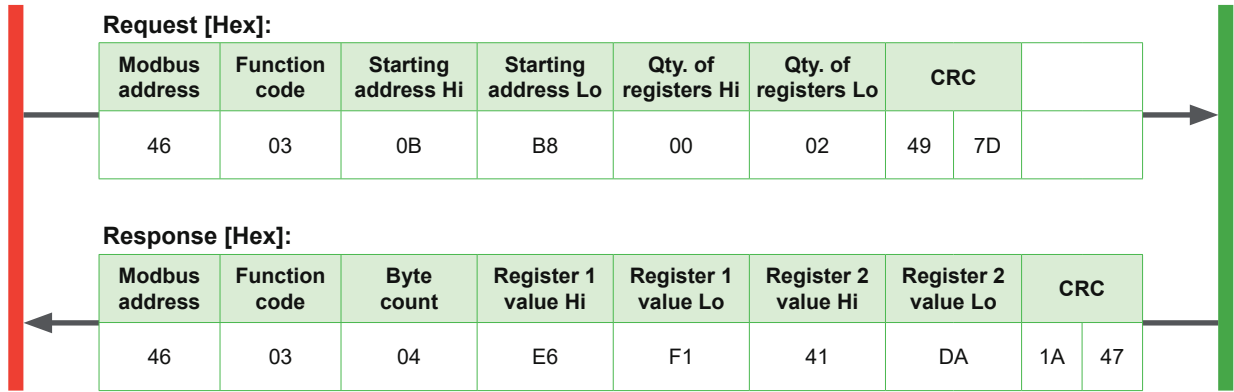 Request [Hex]:
Modbus address Function code Starting address Hi Starting address Lo Qty. of registers Hi Qty. of registers Lo CRC
46 03 0B B8 00 02 49 7D
Response [Hex]:
Modbus address Function code Byte count Register 1 value Hi Register 1 value Lo Register 2 value Hi Register 2 value Lo CRC
46 03 04 E6 F1 41 DA 1A 47